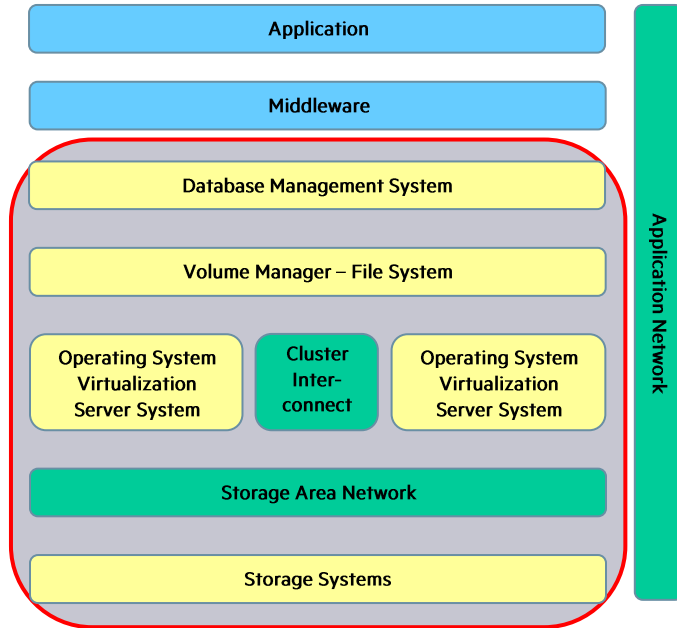 Application
Middleware
Database Management System
Volume Manager – File System
Operating System
Virtualization
Server System
Cluster
Inter-
connect
Operating System
Virtualization
Server System
Storage Area Network
Storage Systems
Application Network